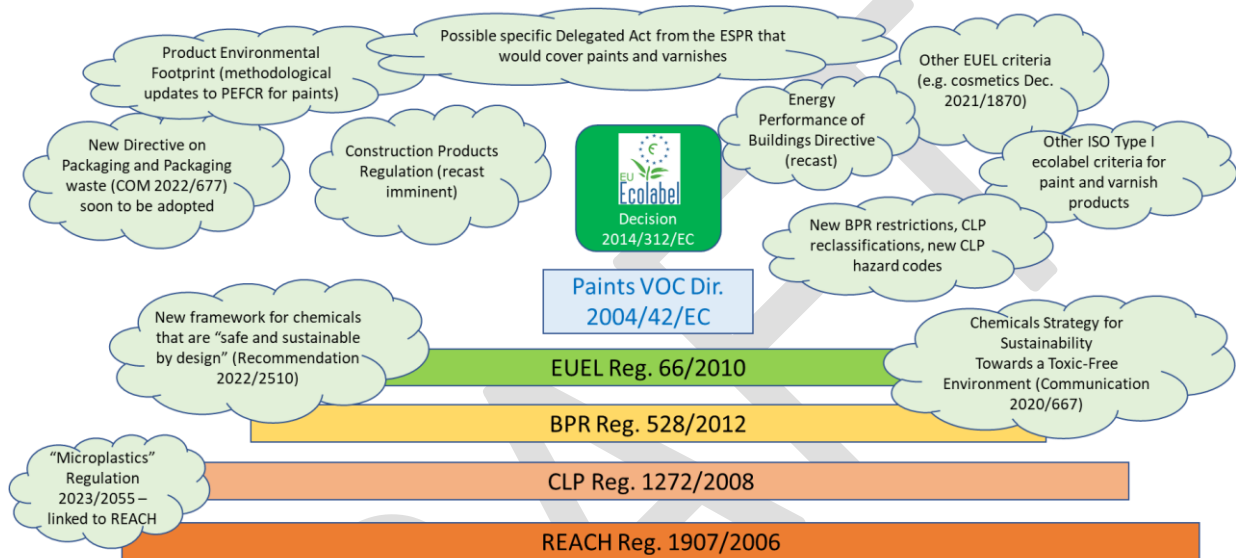 Product Environmental
Footprint (methodological
updates to PEFCR for paints)
Possible specific Delegated Act from the ESPR that
would cover paints and varnishes
Other EUEL criteria
(e.g. cosmetics Dec.
2021/1870)
New Directive on
Packaging and Packaging
waste (COM 2022/677)
soon to be adopted
Construction Products
Regulation (recast
imminent)
EU
Ecolabel
Decision
2014/312/EC
Energy
Performance of
Buildings Directive
(recast)
Other ISO Type I
ecolabel criteria for
paint and varnish
products
New BPR restrictions, CLP
reclassifications, new CLP
hazard codes
Paints VOC Dir.
2004/42/EC
New framework for chemicals
that are “safe and sustainable
by design” (Recommendation
2022/2510)
Chemicals Strategy for
Sustainability
Towards a Toxic-Free
Environment (Communication
2020/667)
EUEL Reg. 66/2010
BPR Reg. 528/2012
“Microplastics”
Regulation
2023/2055 –
linked to REACH
CLP Reg. 1272/2008
REACH Reg. 1907/2006